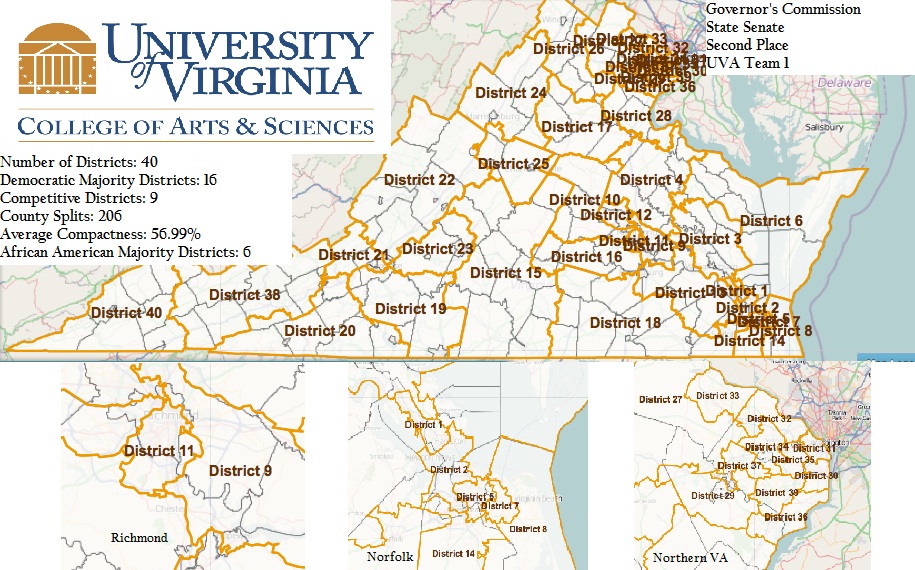 UNIVERSITY
of VIRGINIA
COLLEGE OF ARTS & SCIENCES
Governor's Commission
State Senate
Second Place
UVA Team 1
Number of Districts: 40
Democratic Majority Districts: 16
Competitive Districts: 9
County Splits: 206
Average Compactness: 56.99%
African American Majority Districts: 6
Delaware
Salisbury
District 33
District 26
District 32
District 36
District 24
District 28
District 17
District 25
District 22
District 4
District 10
District 12
District 6
District 3
District 9
District 23
District 21
District 16
District 15
District 38
District 40
District 20
District 19
District 18
District 1
District 2
District 8
District 14
District 11
District 9
Richmond
District 1
District 2
District 5
District 7
District 8
District 14
Norfolk
District 27
District 33
District 32
District 34
District 31
District 35
District 37
District 30
District 29
District 39
District 36
Northern VA